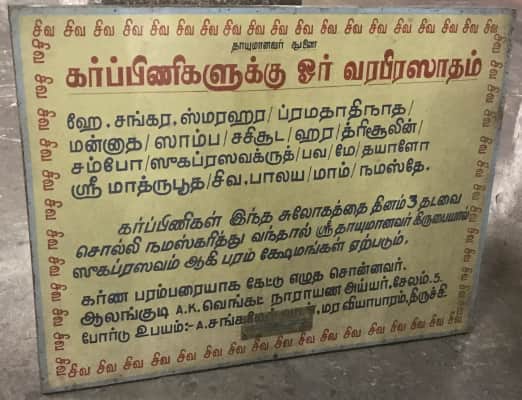 சிவ சிவ சிவ சிவ சிவ சிவ சிவ சிவ சிவ சிவ சிவ சிவ சிவ சிவ சிவ
தாயுமானவர் துணை
கர்ப்பிணிகளுக்கு ஓர் வரபிரஸாதம்
ஹே, சங்கர, ஸ்மரஹர/ ப்ரமதாதிநாத/
மன்னாத/ ஸாம்ப/ சசிசூட/ ஹர/ த்ரிசூலின்/
சம்போ/ ஸுகப்ரஸவக்ருத்/ பவ/ மே/ தயாளோ
ஸ்ரீ மாத்ருபூத/ சிவ, பாலய/ மாம்/ நமஸ்தே.
கர்ப்பிணிகள் இந்த சுலோகத்தை தினம் 3 தடவை
சொல்லி நமஸ்கரித்து வந்தால் ஸ்ரீ தாயுமானவர் கிருபையால்
ஸுகப்ரஸவம் ஆகி பரம் க்ஷேமங்கள் ஏற்படும்.
கர்ண பரம்பரையாக கேட்டு எழுத சொன்னவர்.
ஆலங்குடி A.K. வெங்கட் நாராயண அய்யர், சேலம்-5.
போர்டு உபயம்:- A. மர வியாபாரம், திருச்சி.
சிவ சிவ சிவ சிவ சிவ சிவ சிவ சிவ சிவ சிவ சிவ சிவ சிவ